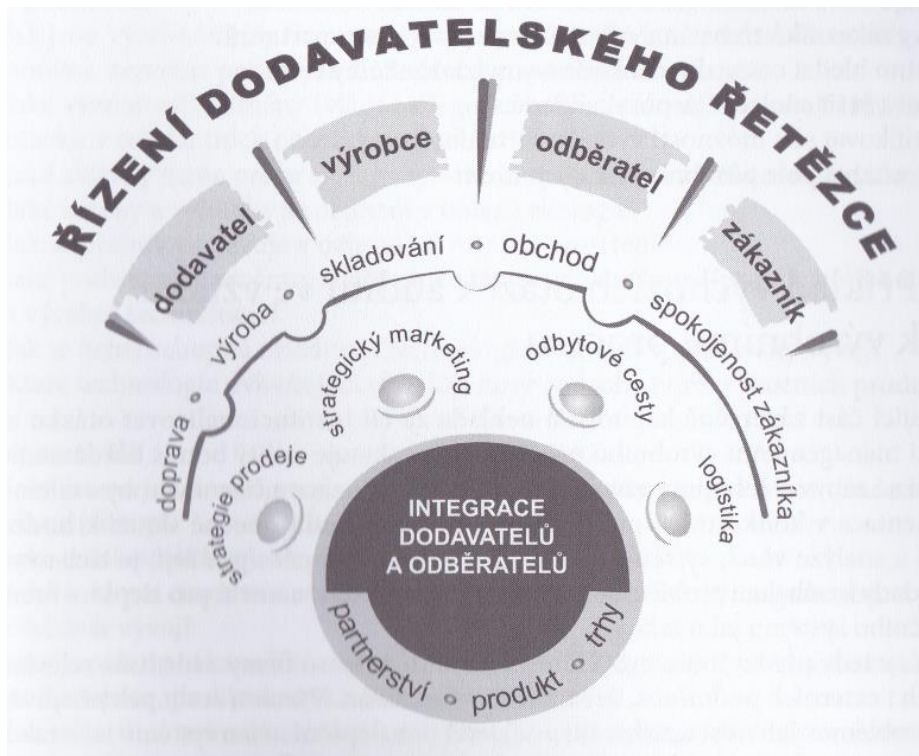 ŘÍZENÍ DODAVATELSKÉHO ŘETĚZCE
dodavatel
výrobce
odběratel
zákazník
doprava • výroba • skladování • obchod • spokojenost zákazníka
strategie prodeje
strategický marketing
odbytové cesty
logistika
INTEGRACE
DODAVATELŮ
A ODBĚRATELŮ
partnerství • produkt • trhy